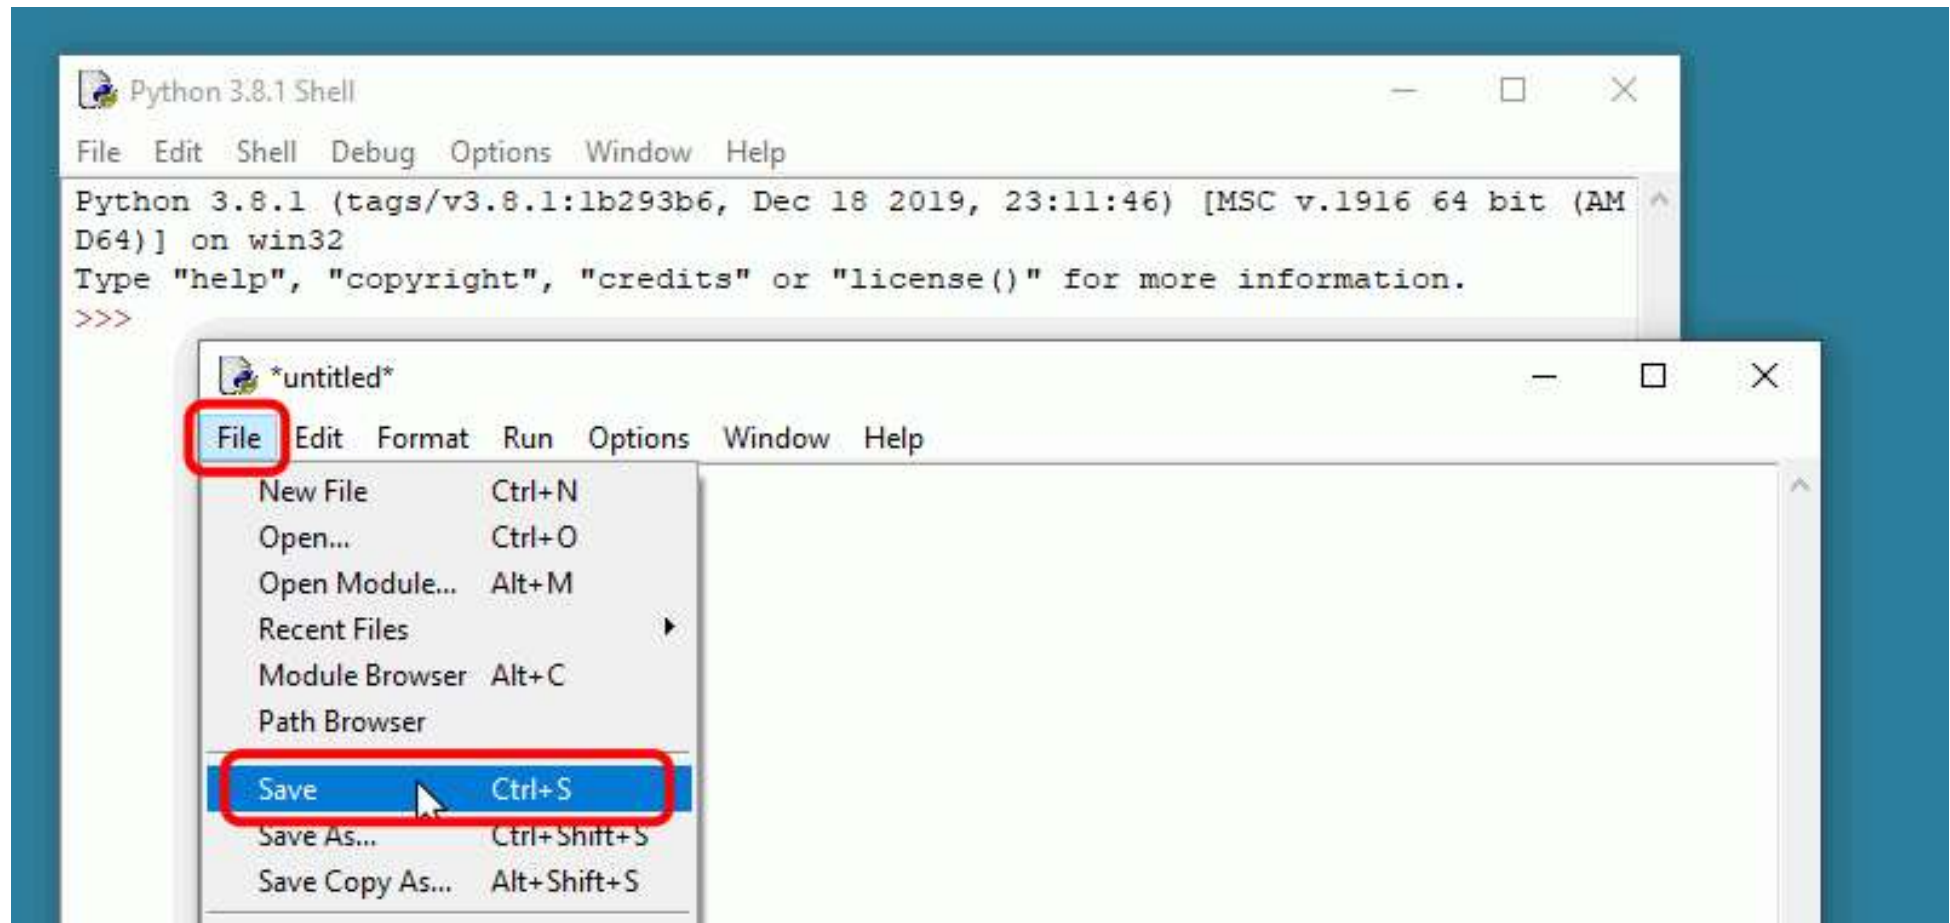 Python 3.8.1 Shell
File Edit Shell Debug Options Window Help
Python 3.8.1 (tags/v3.8.1:1b293b6, Dec 18 2019, 23:11:46) [MSC v.1916 64 bit (AM
D64)] on win32
Type "help", "copyright", "credits" or "license()" for more information.
>>>
*untitled*
File Edit Format Run Options Window Help
New File Ctrl+N
Open... Ctrl+O
Open Module... Alt+M
Recent Files
Module Browser Alt+C
Path Browser
Save Ctrl+S
Save As... Ctrl+Shift+S
Save Copy As... Alt+Shift+S